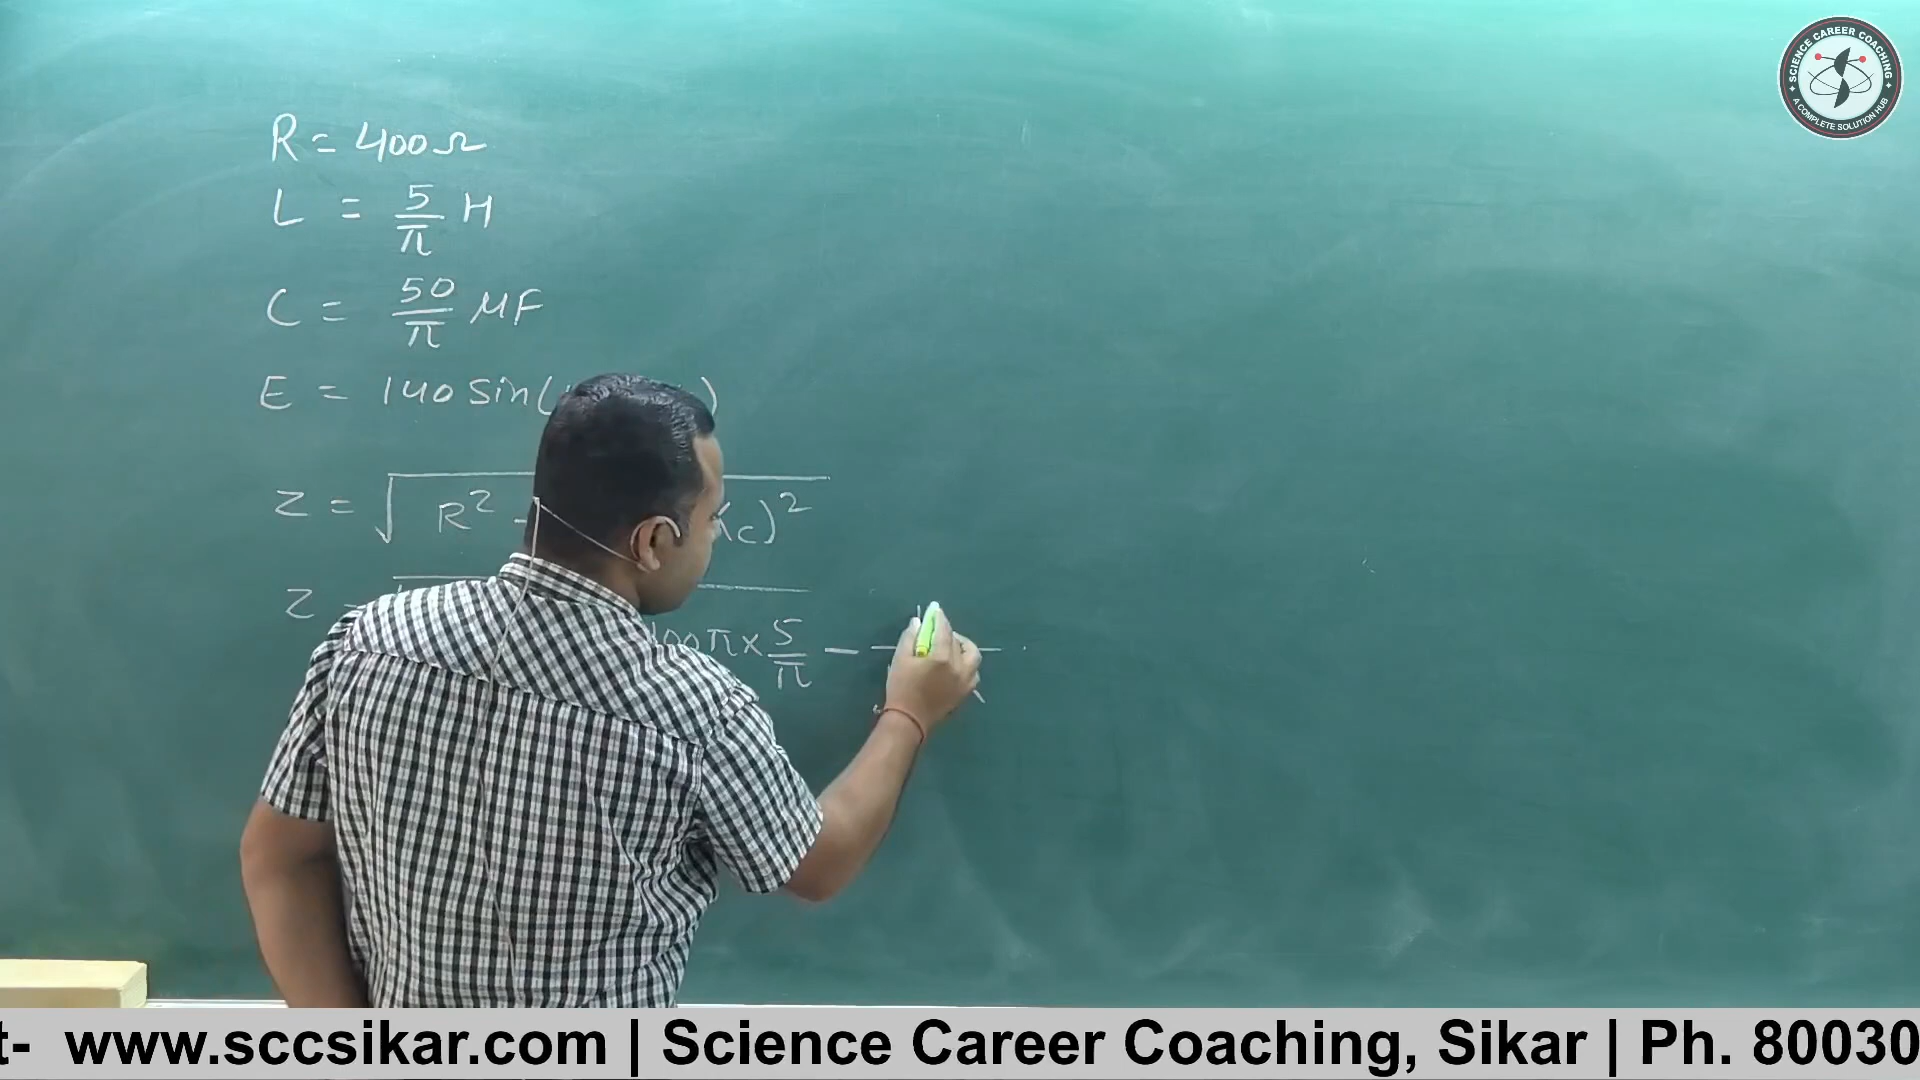 R = 400Ω
L = 5/π H
C = 50/π μF
E = 140 sin( )
Z = √ R² - c)²
Z = 100π × 5/π -
SCIENCE CAREER COACHING
A COMPLETE SOLUTION HUB
t- www.sccsikar.com | Science Career Coaching, Sikar | Ph. 80030